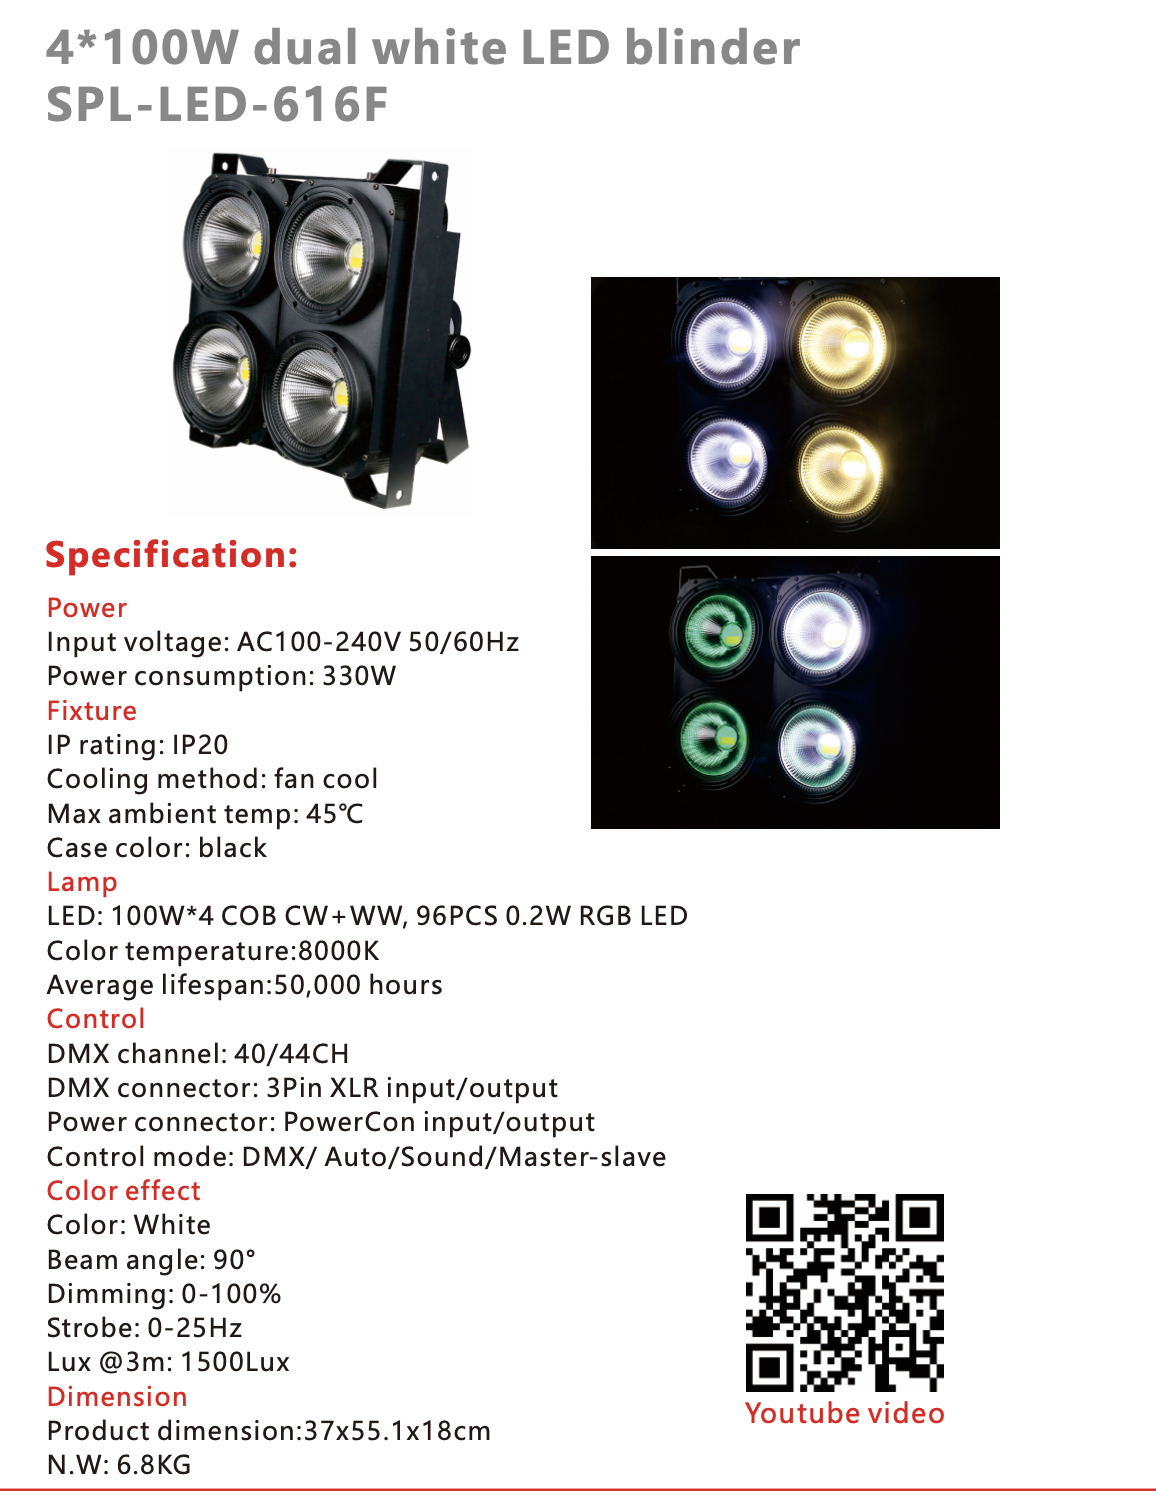 4*100W dual white LED blinder
SPL-LED-616F
Specification:
Power
Input voltage: AC100-240V 50/60Hz
Power consumption: 330W
Fixture
IP rating: IP20
Cooling method: fan cool
Max ambient temp: 45℃
Case color: black
Lamp
LED: 100W*4 COB CW+WW, 96PCS 0.2W RGB LED
Color temperature:8000K
Average lifespan:50,000 hours
Control
DMX channel: 40/44CH
DMX connector: 3Pin XLR input/output
Power connector: PowerCon input/output
Control mode: DMX/ Auto/Sound/Master-slave
Color effect
Color: White
Beam angle: 90°
Dimming: 0-100%
Strobe: 0-25Hz
Lux @3m: 1500Lux
Dimension
Product dimension:37x55.1x18cm
N.W: 6.8KG
Youtube video